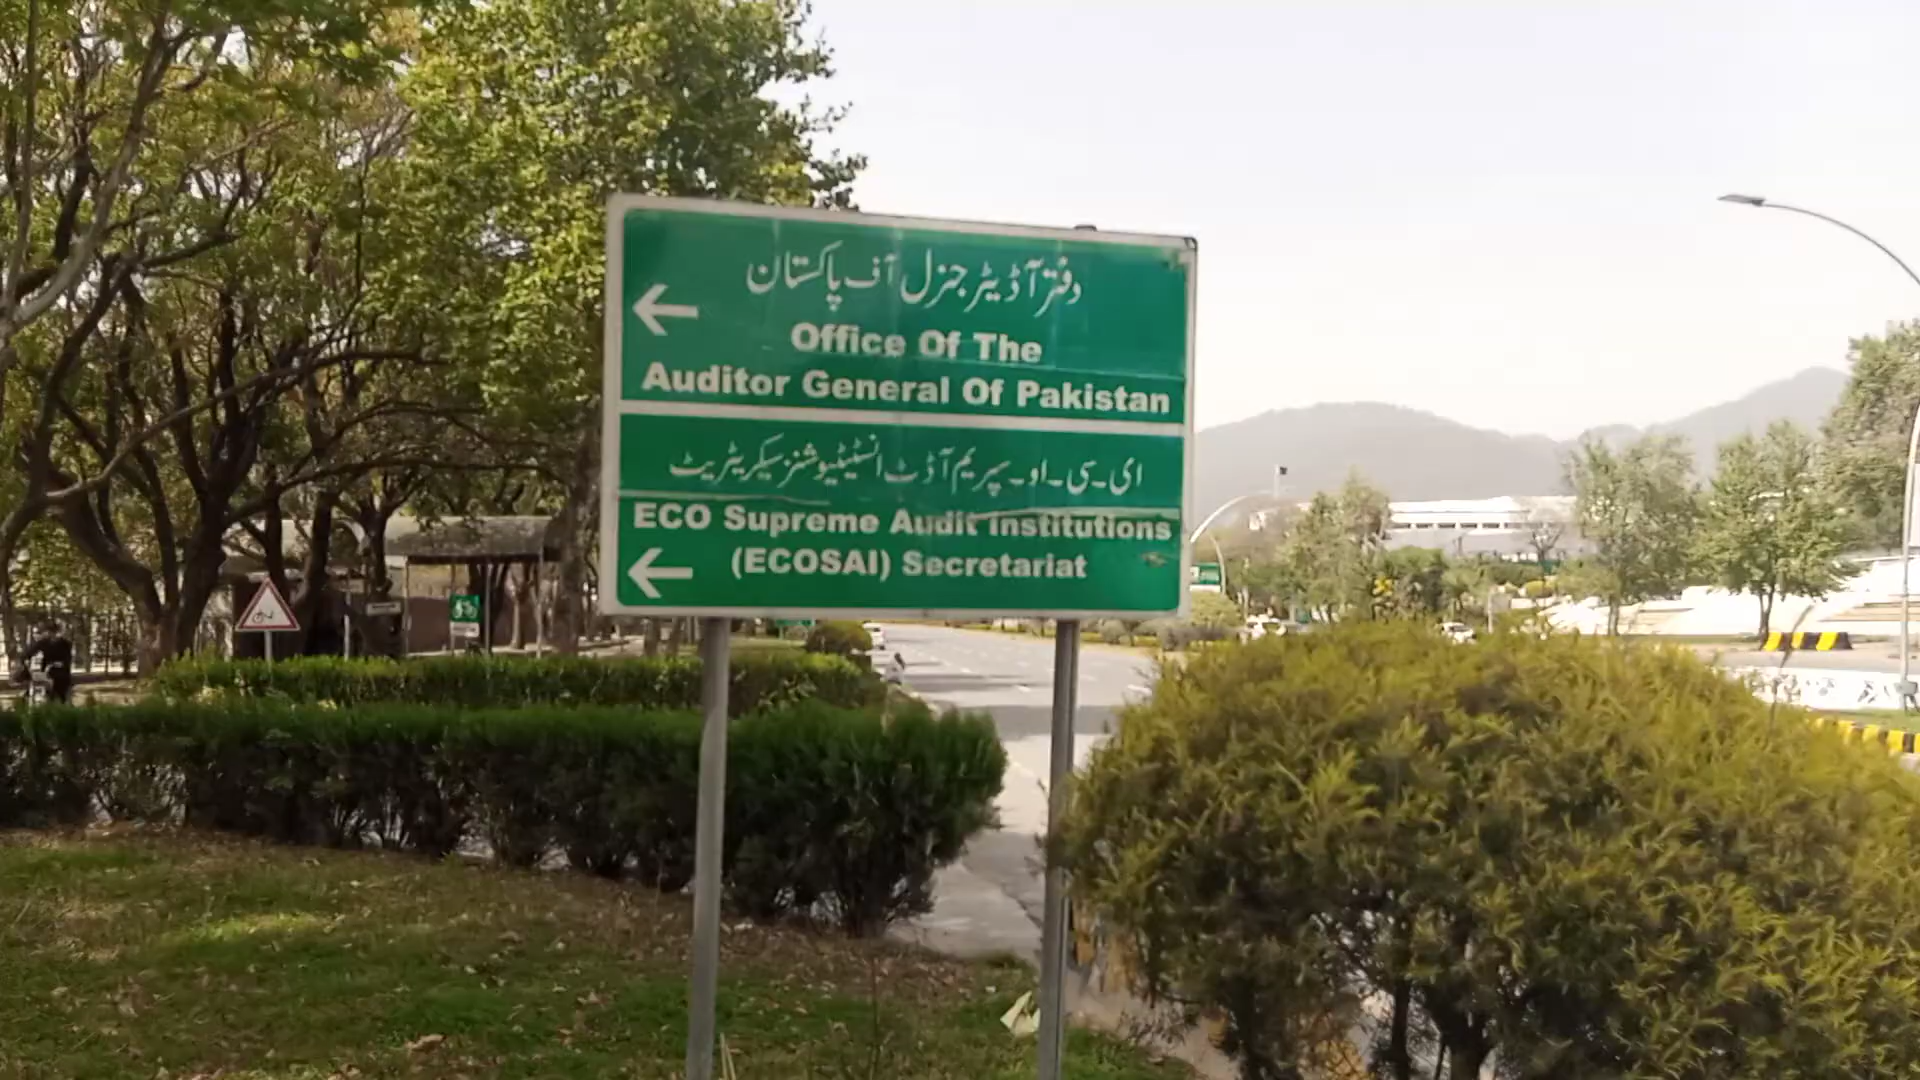 دفتر آڈیٹر جنرل آف پاکستان
Office Of The
Auditor General Of Pakistan
ای-سی-او- سپریم آڈٹ انسٹیٹیوشنز سیکریٹریٹ
ECO Supreme Audit Institutions
(ECOSAI) Secretariat